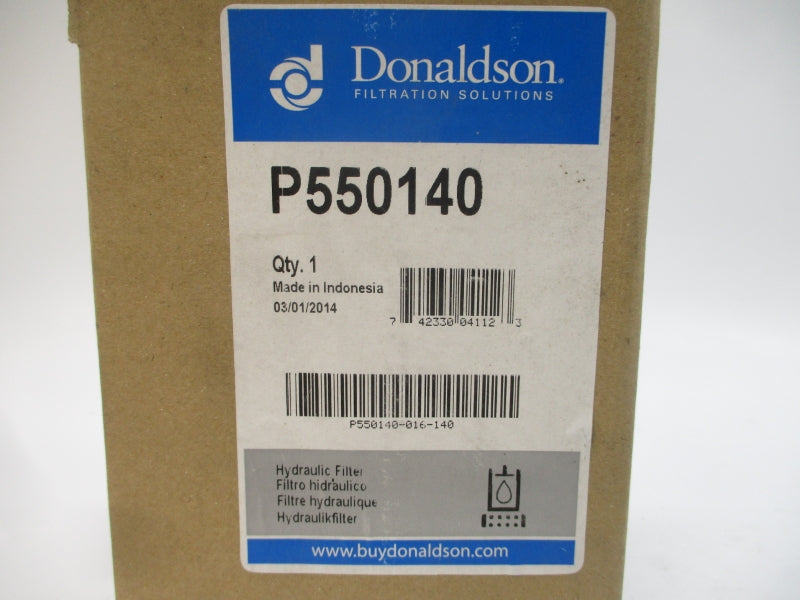 Donaldson®
FILTRATION SOLUTIONS
P550140
Qty. 1
Made in Indonesia
03/01/2014
7 42330 04112 3
P550140-016-140
Hydraulic Filter
Filtro hidráulico
Filtre hydraulique
Hydraulikfilter
www.buydonaldson.com